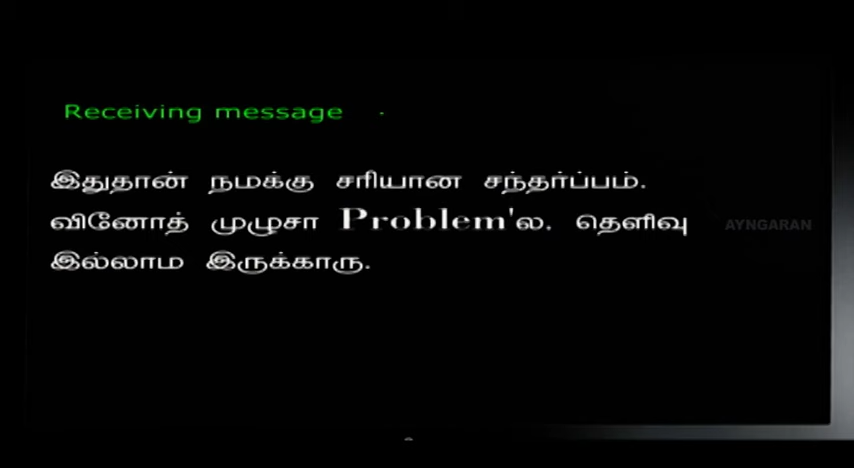 Receiving message .
இதுதான் நமக்கு சரியான சந்தர்ப்பம்.
வினோத் முழுசா Problem'ல. தெளிவு
AYNGARAN
இல்லாம இருக்காரு.